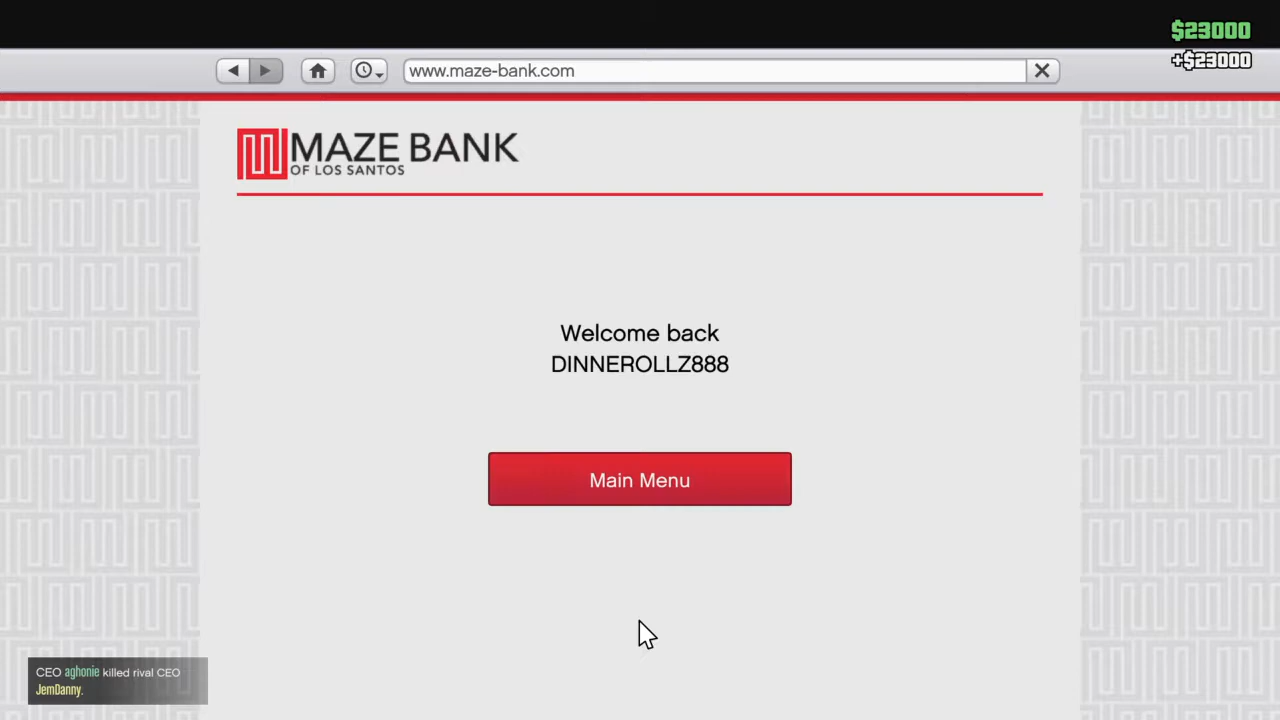 $23000
+$23000
www.maze-bank.com
MAZE BANK
OF LOS SANTOS
Welcome back
DINNEROLLZ888
Main Menu
CEO aghonie killed rival CEO
JemDanny.